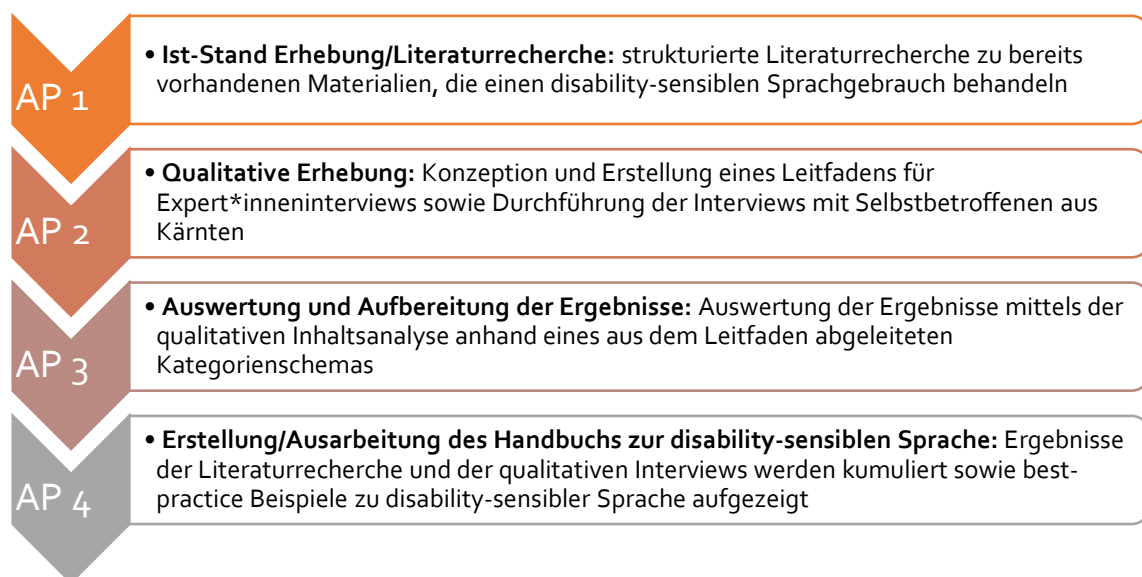 AP 1
• Ist-Stand Erhebung/Literaturrecherche: strukturierte Literaturrecherche zu bereits
vorhandenen Materialien, die einen disability-sensiblen Sprachgebrauch behandeln
AP 2
• Qualitative Erhebung: Konzeption und Erstellung eines Leitfadens für
Expert*inneninterviews sowie Durchführung der Interviews mit Selbstbetroffenen aus
Kärnten
AP 3
• Auswertung und Aufbereitung der Ergebnisse: Auswertung der Ergebnisse mittels der
qualitativen Inhaltsanalyse anhand eines aus dem Leitfaden abgeleiteten
Kategorienschemas
AP 4
• Erstellung/Ausarbeitung des Handbuchs zur disability-sensiblen Sprache: Ergebnisse
der Literaturrecherche und der qualitativen Interviews werden kumuliert sowie best-
practice Beispiele zu disability-sensibler Sprache aufgezeigt